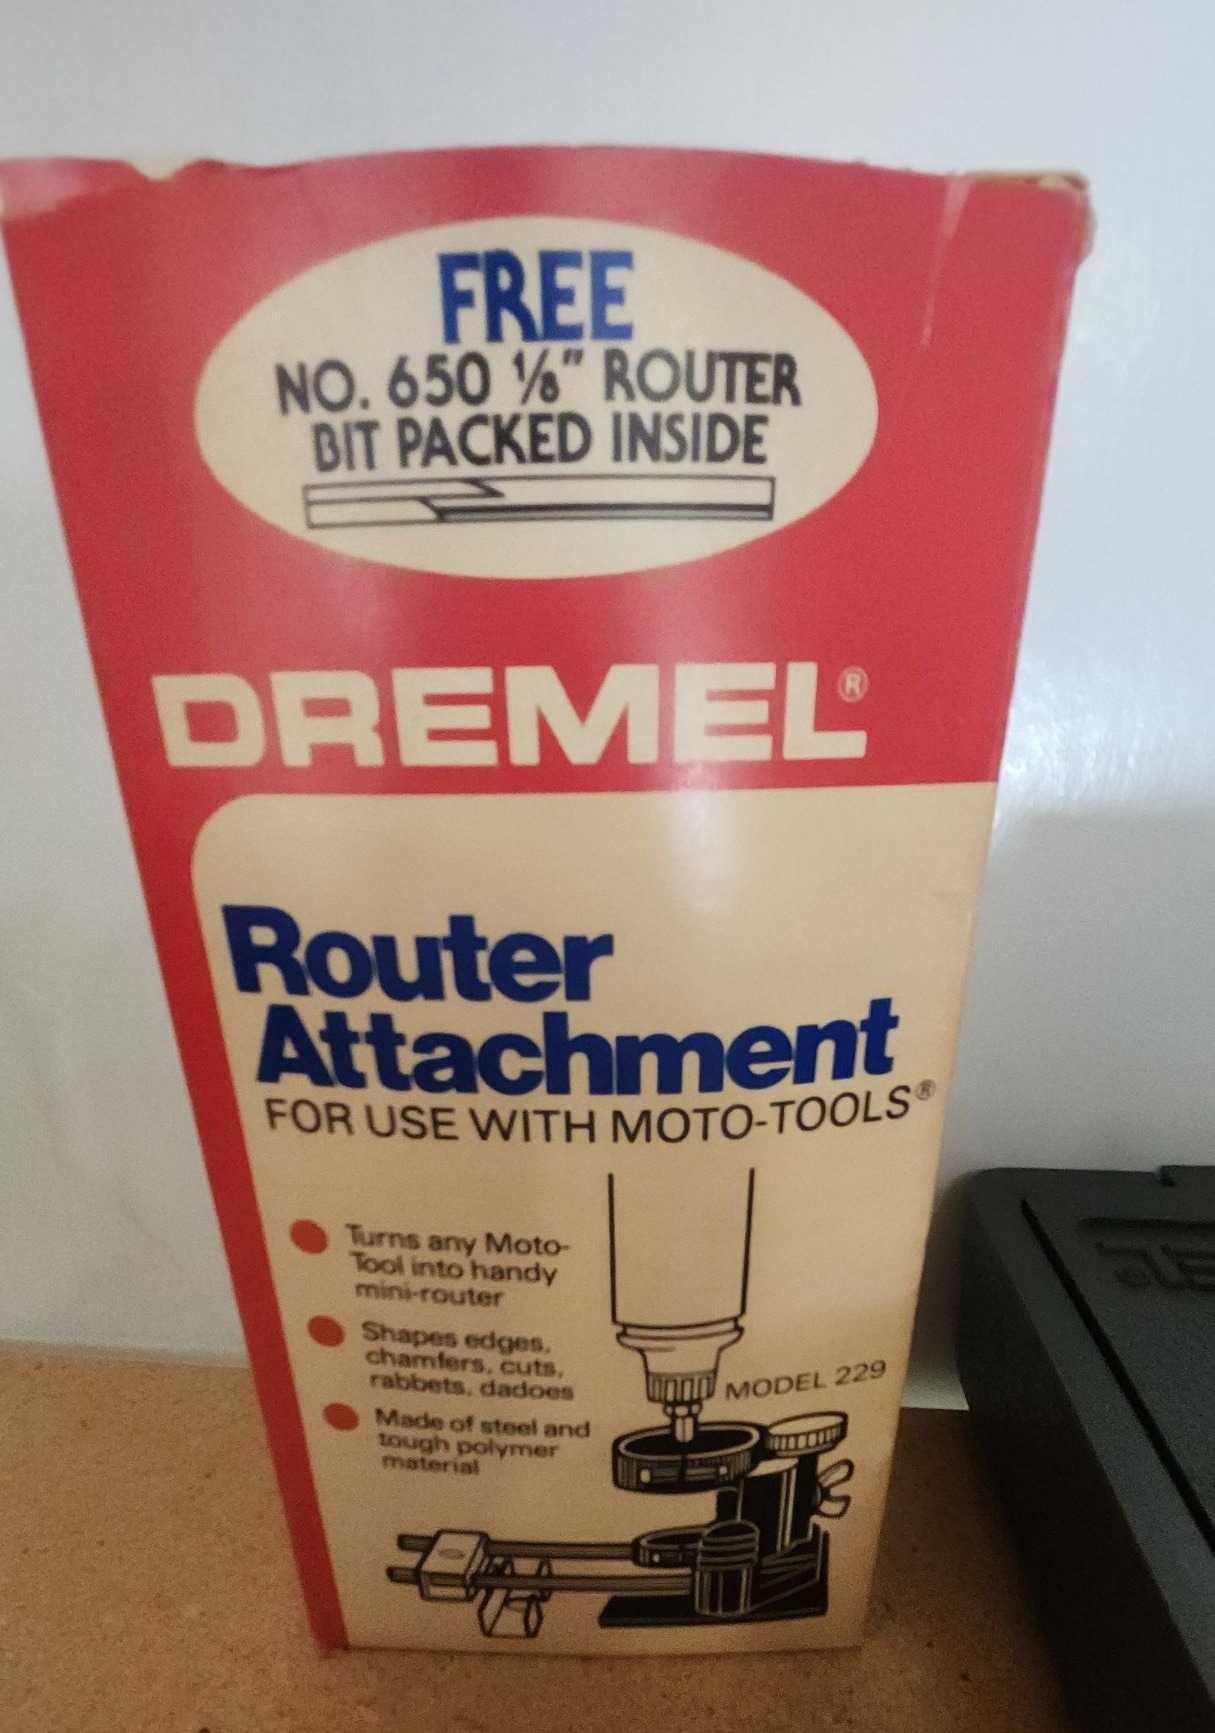 FREE
NO. 650 ⅛" ROUTER
BIT PACKED INSIDE
DREMEL®
Router
Attachment
FOR USE WITH MOTO-TOOLS®
Turns any Moto-
Tool into handy
mini-router
Shapes edges,
chamfers, cuts,
rabbets, dadoes
Made of steel and
tough polymer
material
MODEL 229